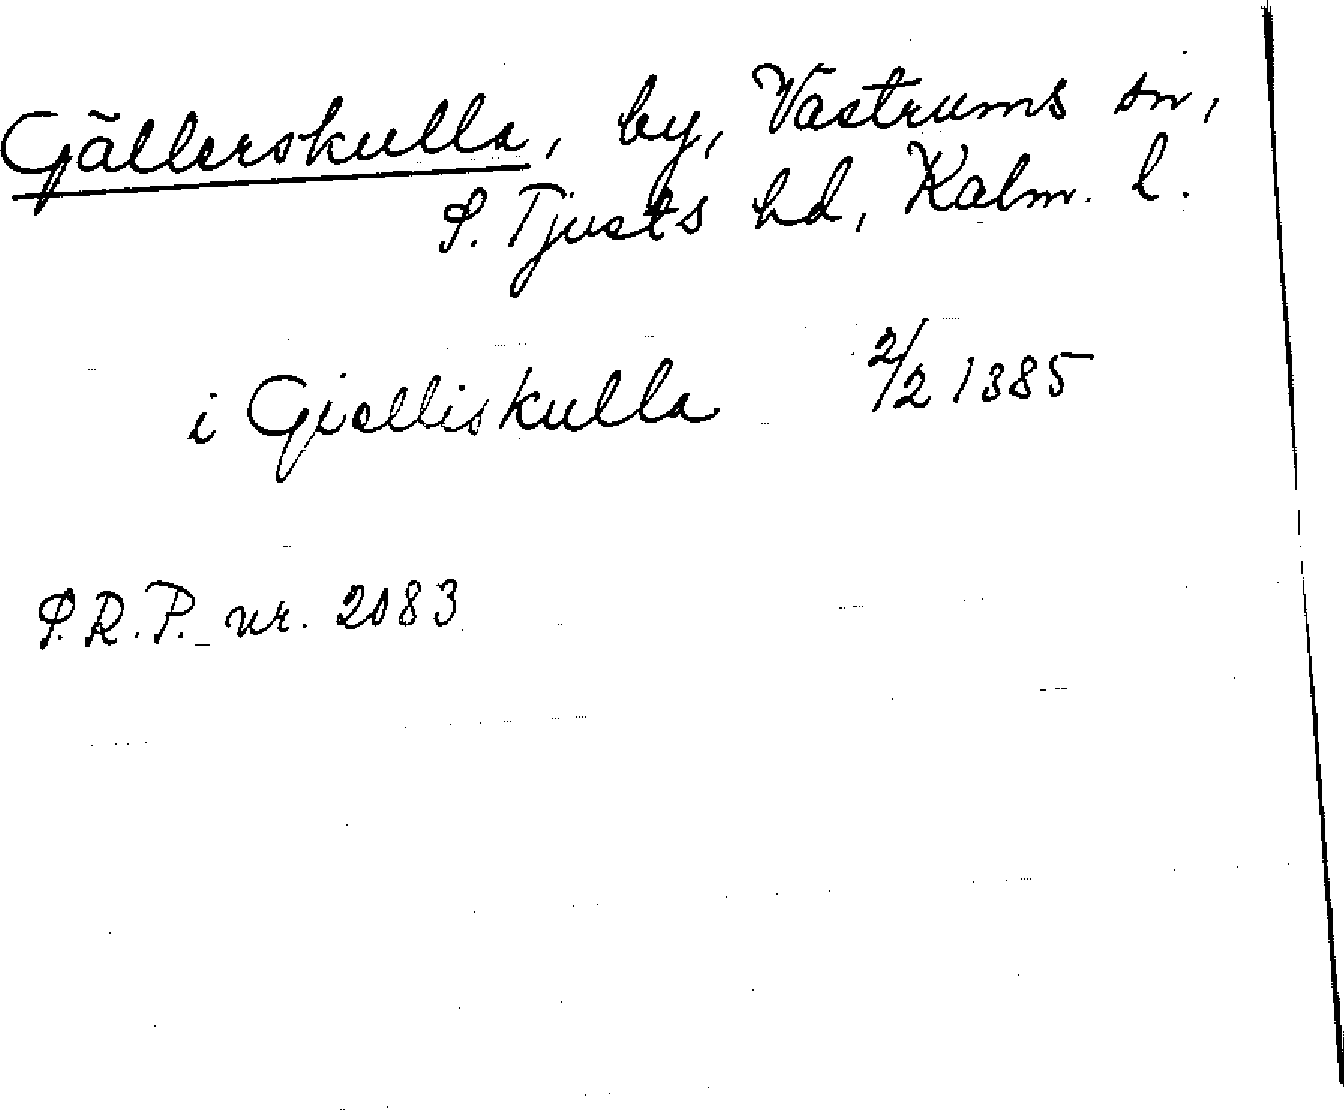 Gällerskulla, by, Västrums sn,
S. Tjusts hd, Kalm. l.
i Giælliskulla 2/2 1385
S.R.P. nr. 2083